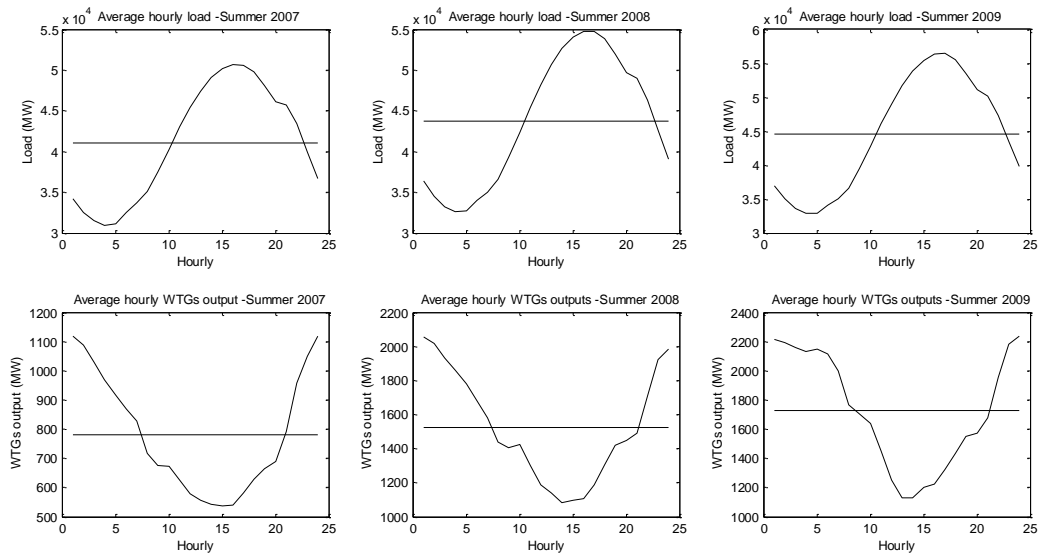 x 10^4 Average hourly load -Summer 2007
5.5
5
4.5
4
3.5
3
Load (MW)
0 5 10 15 20 25
Hourly
x 10^4 Average hourly load -Summer 2008
5.5
5
4.5
4
3.5
3
Load (MW)
0 5 10 15 20 25
Hourly
x 10^4 Average hourly load -Summer 2009
6
5.5
5
4.5
4
3.5
3
Load (MW)
0 5 10 15 20 25
Hourly
Average hourly WTGs output -Summer 2007
1200
1100
1000
900
800
700
600
500
WTGs output (MW)
0 5 10 15 20 25
Hourly
Average hourly WTGs outputs -Summer 2008
2200
2000
1800
1600
1400
1200
1000
WTGs output (MW)
0 5 10 15 20 25
Hourly
Average hourly WTGs outputs -Summer 2009
2400
2200
2000
1800
1600
1400
1200
1000
WTGs output (MW)
0 5 10 15 20 25
Hourly